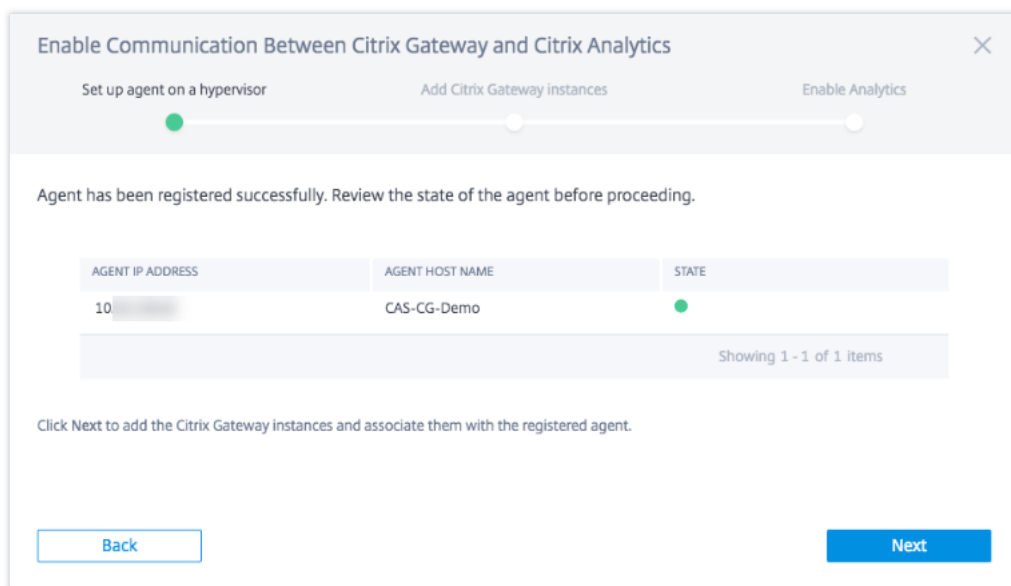 Enable Communication Between Citrix Gateway and Citrix Analytics
Set up agent on a hypervisor Add Citrix Gateway instances Enable Analytics
Agent has been registered successfully. Review the state of the agent before proceeding.
AGENT IP ADDRESS AGENT HOST NAME STATE
10. CAS-CG-Demo
Showing 1 - 1 of 1 items
Click Next to add the Citrix Gateway instances and associate them with the registered agent.
Back Next